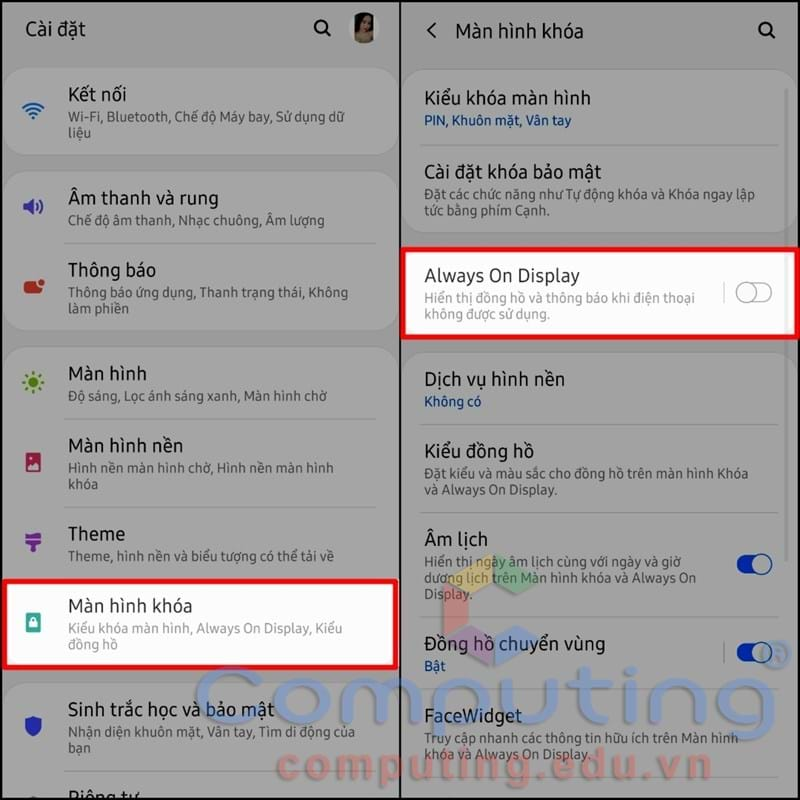 Cài đặt
Kết nối
Wi-Fi, Bluetooth, Chế độ Máy bay, Sử dụng dữ
liệu
Âm thanh và rung
Chế độ âm thanh, Nhạc chuông, Âm lượng
Thông báo
Thông báo ứng dụng, Thanh trạng thái, Không
làm phiền
Màn hình
Độ sáng, Lọc ánh sáng xanh, Màn hình chờ
Màn hình nền
Hình nền màn hình chờ, Hình nền màn hình
khóa
Theme
Theme, hình nền và biểu tượng có thể tải về
Màn hình khóa
Kiểu khóa màn hình, Always On Display, Kiểu
đồng hồ
Sinh trắc học và bảo mật
Nhận diện khuôn mặt, Vân tay, Tìm di động của
bạn
Riêng tư
Màn hình khóa
Kiểu khóa màn hình
PIN, Khuôn mặt, Vân tay
Cài đặt khóa bảo mật
Đặt các chức năng như Tự động khóa và Khóa ngay lập
tức bằng phím Cạnh.
Always On Display
Hiển thị đồng hồ và thông báo khi điện thoại
không được sử dụng.
Dịch vụ hình nền
Không có
Kiểu đồng hồ
Đặt kiểu và màu sắc cho đồng hồ trên màn hình Khóa
và Always On Display.
Âm lịch
Hiển thị ngày âm lịch cùng với ngày và giờ
dương lịch trên Màn hình khóa và Always On
Display.
Đồng hồ chuyển vùng
Bật
FaceWidget
Truy cập nhanh các thông tin hữu ích trên Màn hình
khóa và Always On Display.
Computing®
computing.edu.vn